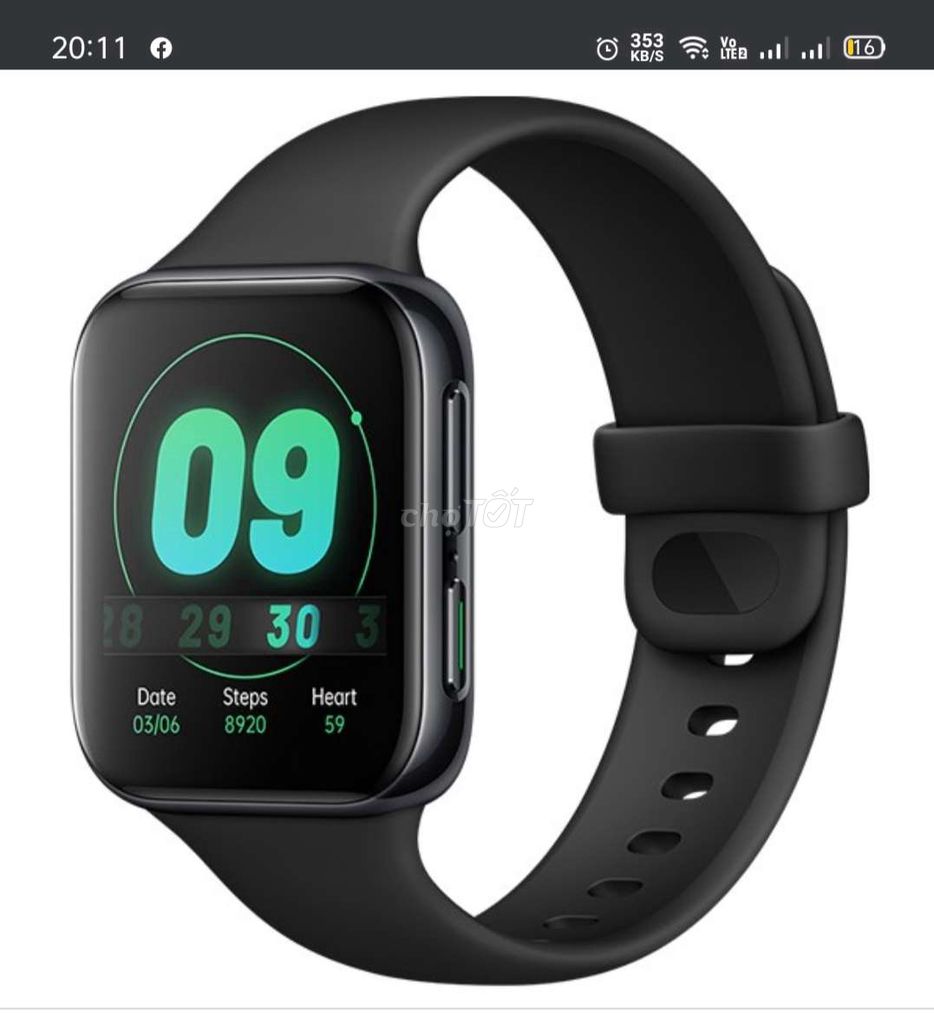 20:11
353
KB/S
Vo
LTE2
16
09
28 29 30 3
Date Steps Heart
03/06 8920 59
chợTỐT